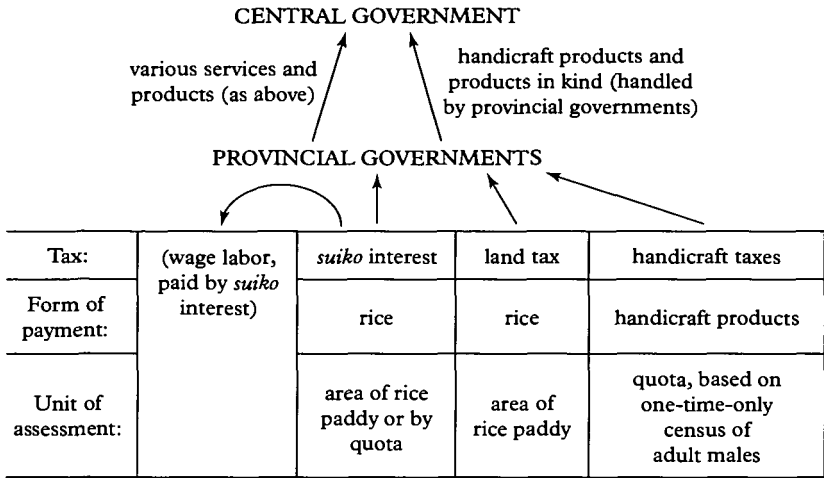 CENTRAL GOVERNMENT
various services and
products (as above)
handicraft products and
products in kind (handled
by provincial governments)
PROVINCIAL GOVERNMENTS
Tax:
(wage labor,
paid by suiko
interest)
suiko interest
land tax
handicraft taxes
Form of
payment:
rice
rice
handicraft products
Unit of
assessment:
area of rice
paddy or by
quota
area of
rice paddy
quota, based on
one-time-only
census of
adult males